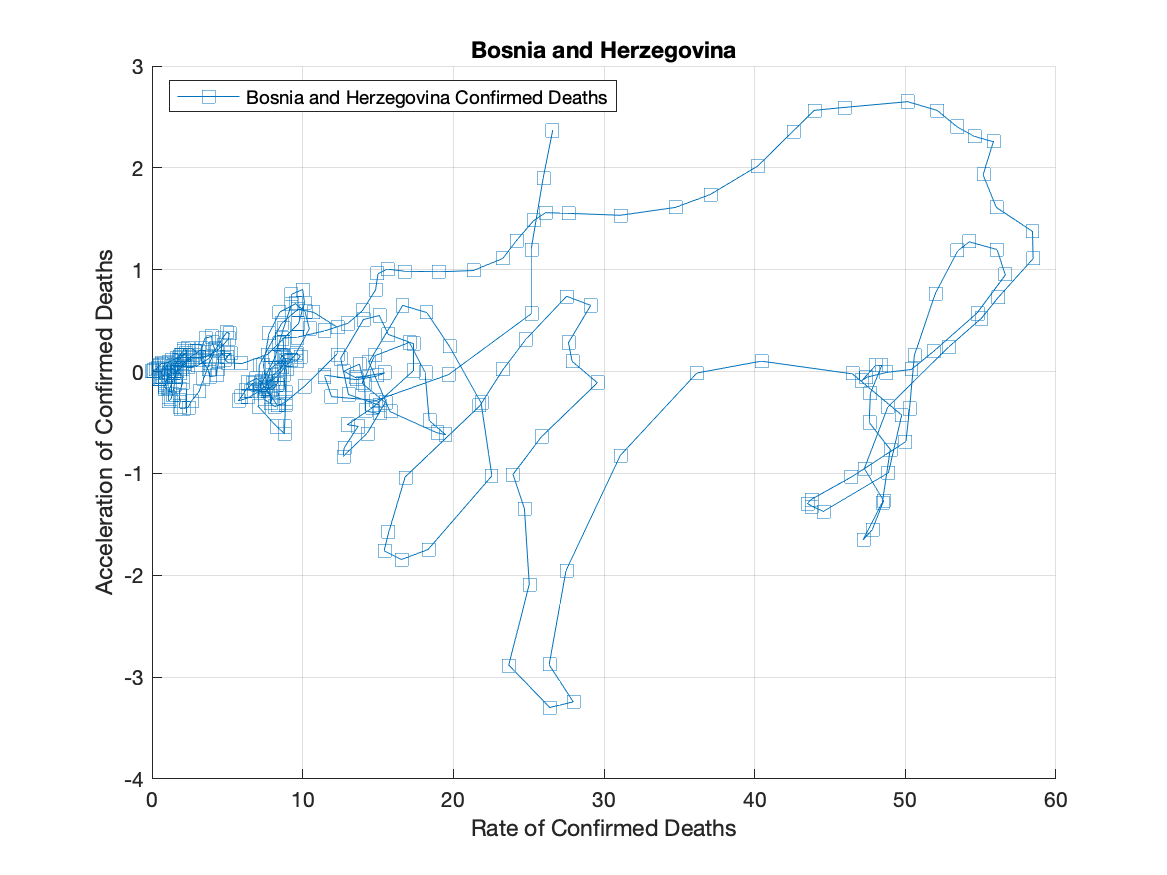 Bosnia and Herzegovina
Bosnia and Herzegovina Confirmed Deaths
3
2
1
0
-1
-2
-3
-4
Acceleration of Confirmed Deaths
0 10 20 30 40 50 60
Rate of Confirmed Deaths